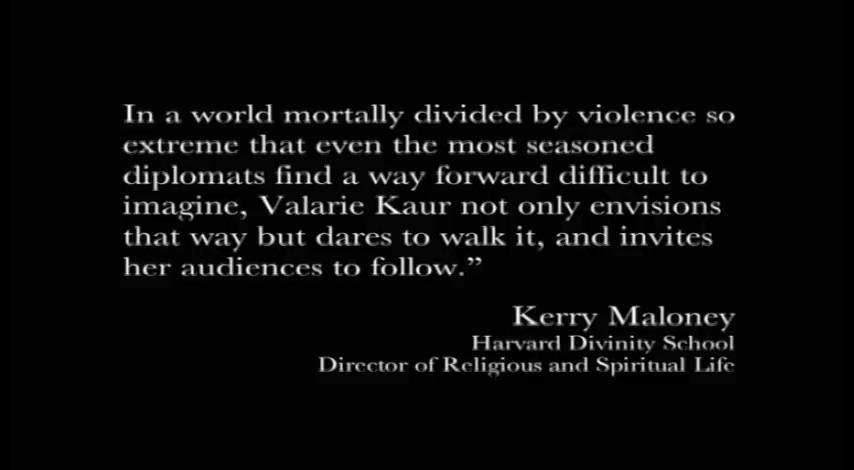 In a world mortally divided by violence so
extreme that even the most seasoned
diplomats find a way forward difficult to
imagine, Valarie Kaur not only envisions
that way but dares to walk it, and invites
her audiences to follow.”
Kerry Maloney
Harvard Divinity School
Director of Religious and Spiritual Life